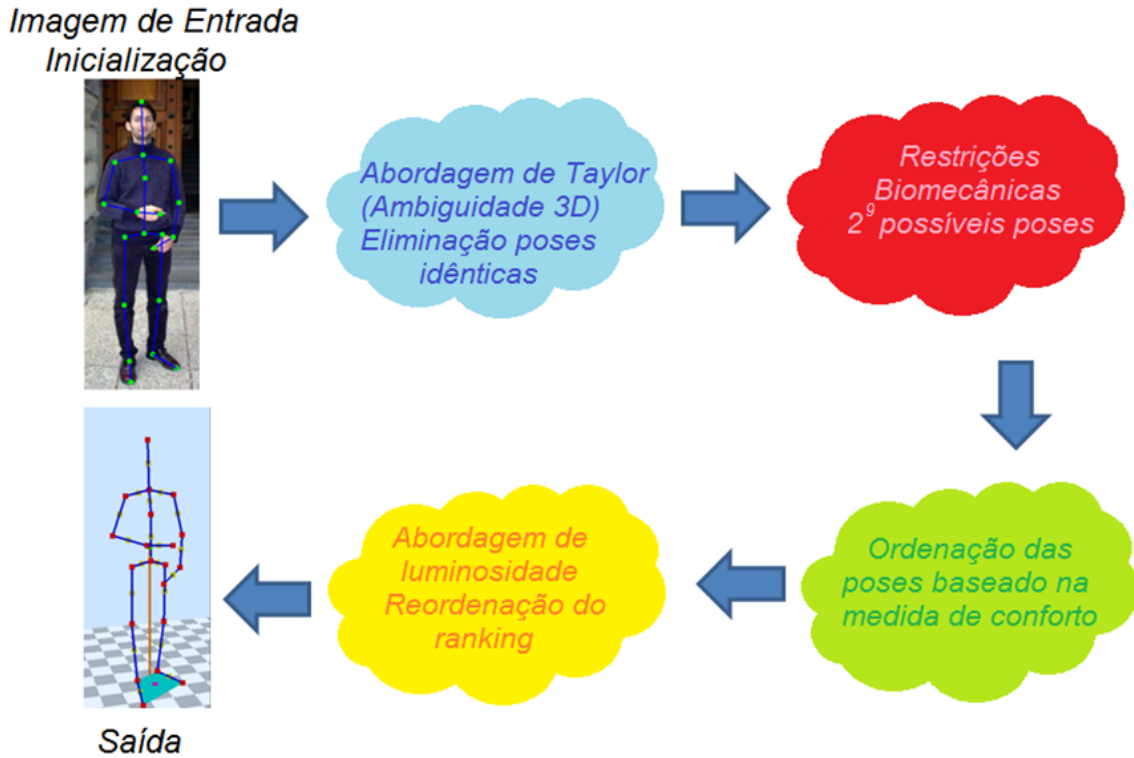 Imagem de Entrada
Inicialização
Abordagem de Taylor
(Ambiguidade 3D)
Eliminação poses
idênticas
Restrições
Biomecânicas
2⁹ possíveis poses
Ordenação das
poses baseado na
medida de conforto
Abordagem de
luminosidade
Reordenação do
ranking
Saída